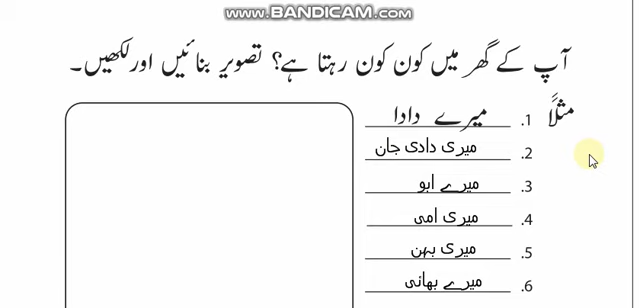 www.BANDICAM.com
آپ کے گھر میں کون کون رہتا ہے؟ تصویر بنائیں اور لکھیں۔
مثلاً 1. میرے دادا
2. میری دادی جان
3. میرے ابو
4. میری امی
5. میری بہن
6. میرے بھانی